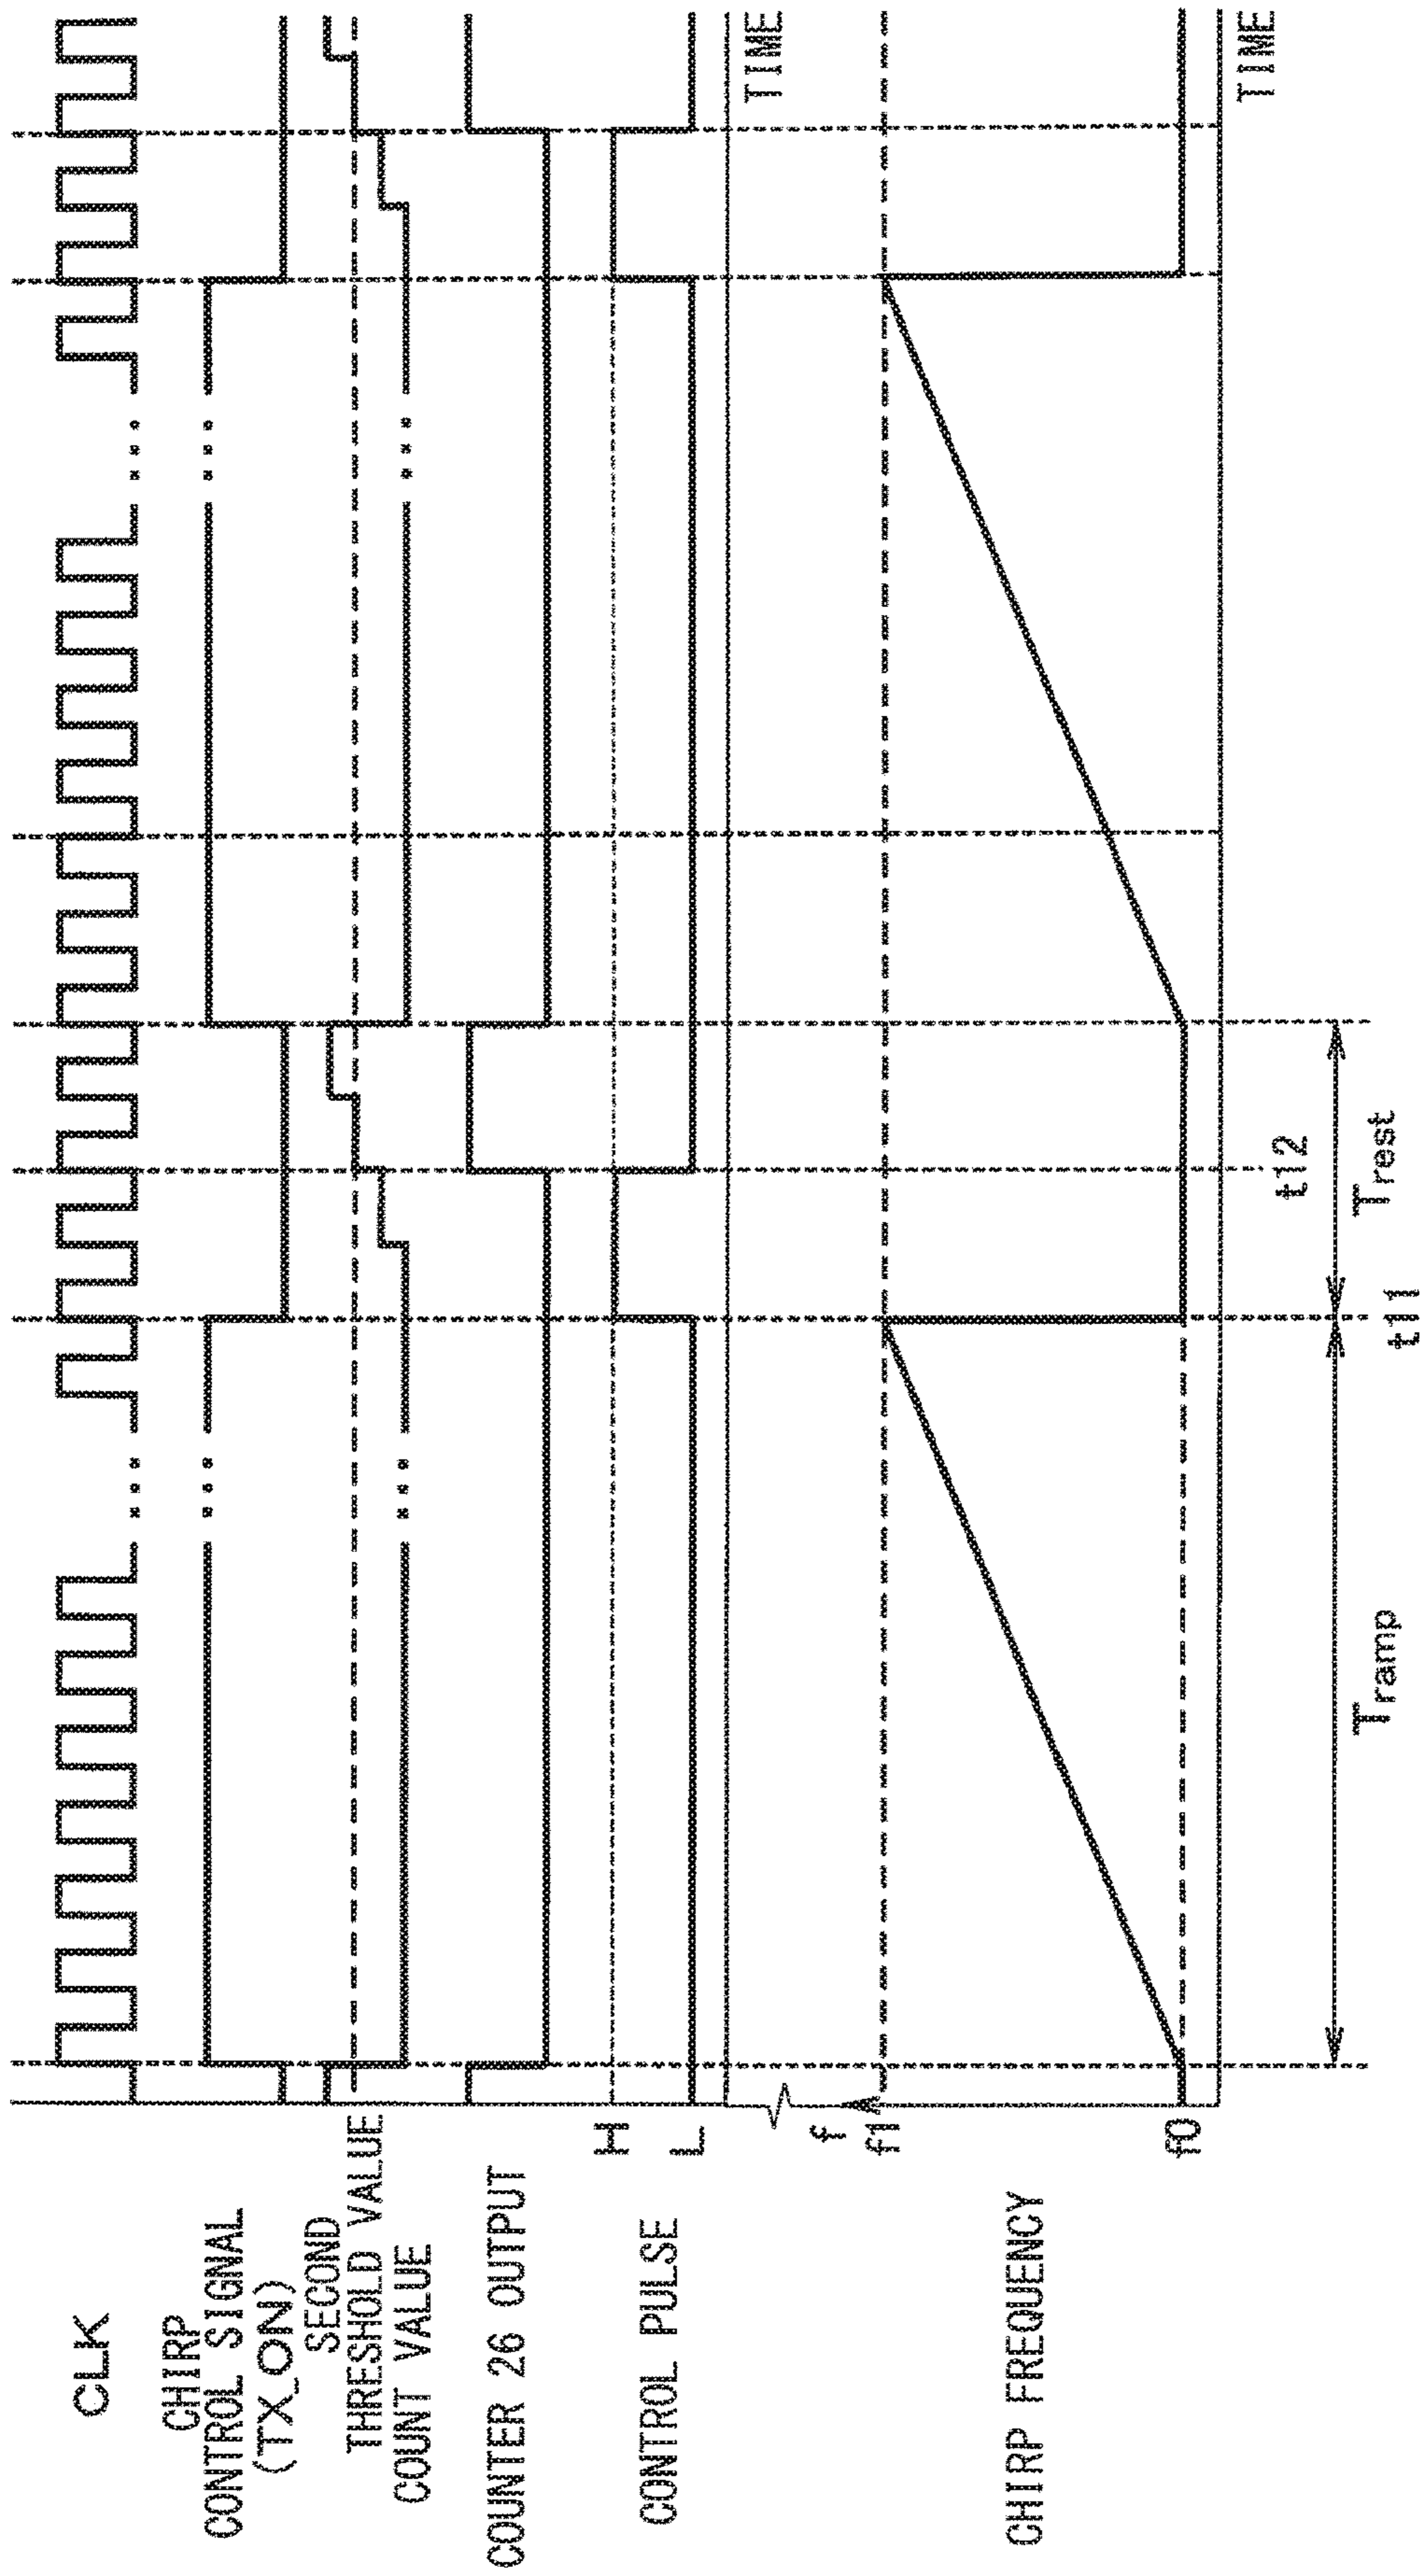 CLK
CHIRP
CONTROL SIGNAL
(TX_ON)
SECOND
THRESHOLD VALUE
COUNT VALUE
COUNTER 26 OUTPUT
H
L
CONTROL PULSE
TIME
f
f1
f0
CHIRP FREQUENCY
TIME
t12
Tramp
Trest
t11